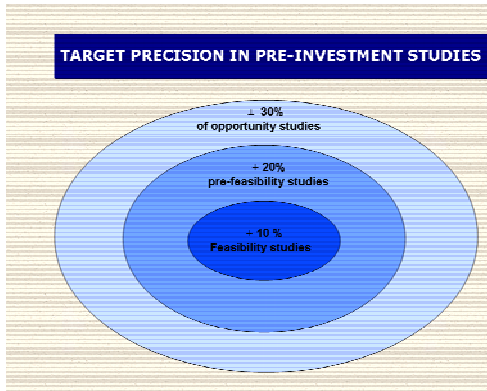 TARGET PRECISION IN PRE-INVESTMENT STUDIES
± 30%
of opportunity studies
± 20%
pre-feasibility studies
± 10 %
Feasibility studies